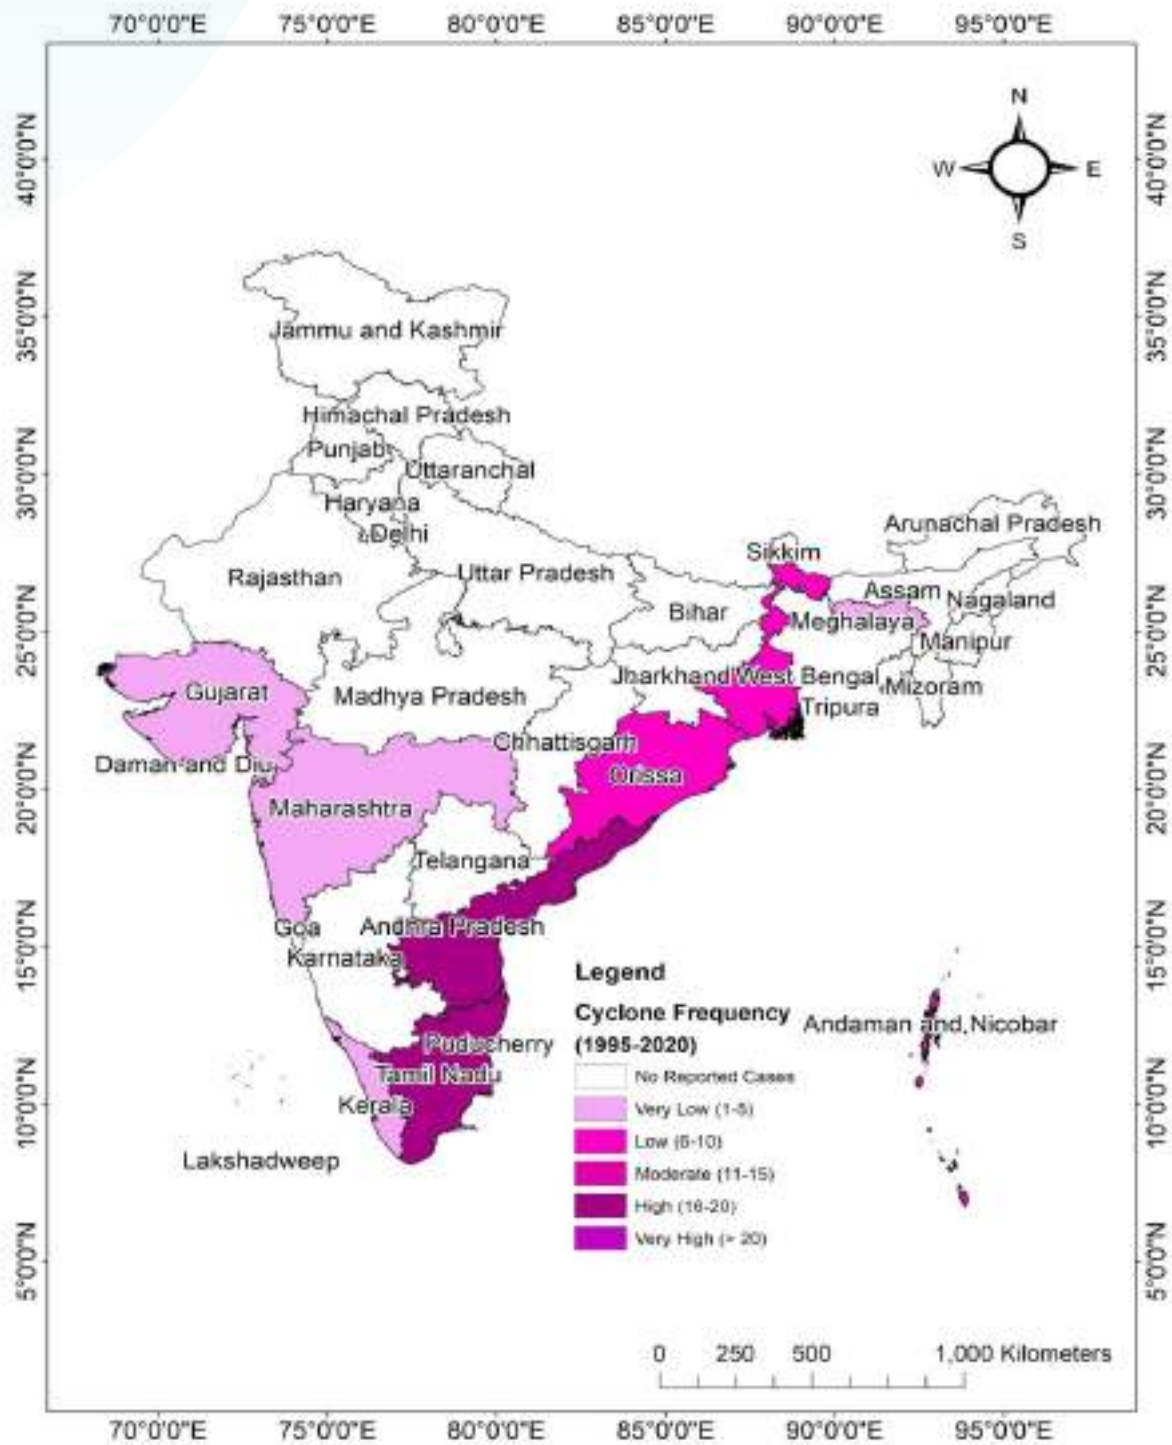 70°0'0"E 75°0'0"E 80°0'0"E 85°0'0"E 90°0'0"E 95°0'0"E
N
W E
S
40°0'0"N 40°0'0"N
35°0'0"N 35°0'0"N
30°0'0"N 30°0'0"N
25°0'0"N 25°0'0"N
20°0'0"N 20°0'0"N
15°0'0"N 15°0'0"N
10°0'0"N 10°0'0"N
5°0'0"N 5°0'0"N
Jammu and Kashmir
Himachal Pradesh
Punjab
Uttaranchal
Haryana
Delhi
Arunachal Pradesh
Sikkim
Rajasthan
Uttar Pradesh
Assam
Nagaland
Bihar
Meghalaya
Manipur
Jharkhand
West Bengal
Mizoram
Gujarat
Madhya Pradesh
Tripura
Chhattisgarh
Daman and Diu
Orissa
Maharashtra
Telangana
Goa
Andhra Pradesh
Karnataka
Andaman and Nicobar
Puducherry
Tamil Nadu
Kerala
Lakshadweep
Legend
Cyclone Frequency
(1995-2020)
No Reported Cases
Very Low (1-5)
Low (6-10)
Moderate (11-15)
High (16-20)
Very High (> 20)
0 250 500 1,000 Kilometers
70°0'0"E 75°0'0"E 80°0'0"E 85°0'0"E 90°0'0"E 95°0'0"E